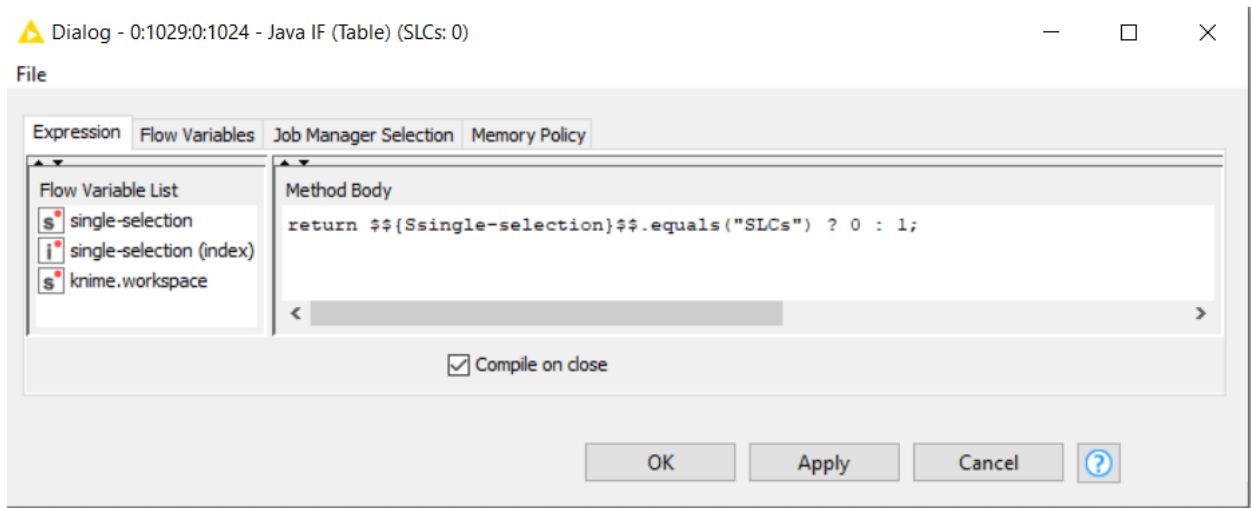 Dialog - 0:1029:0:1024 - Java IF (Table) (SLCs: 0)
File
Expression Flow Variables Job Manager Selection Memory Policy
Flow Variable List
s single-selection
i single-selection (index)
s knime.workspace
Method Body
return $${Ssingle-selection}$$.equals("SLCs") ? 0 : 1;
Compile on close
OK Apply Cancel ?